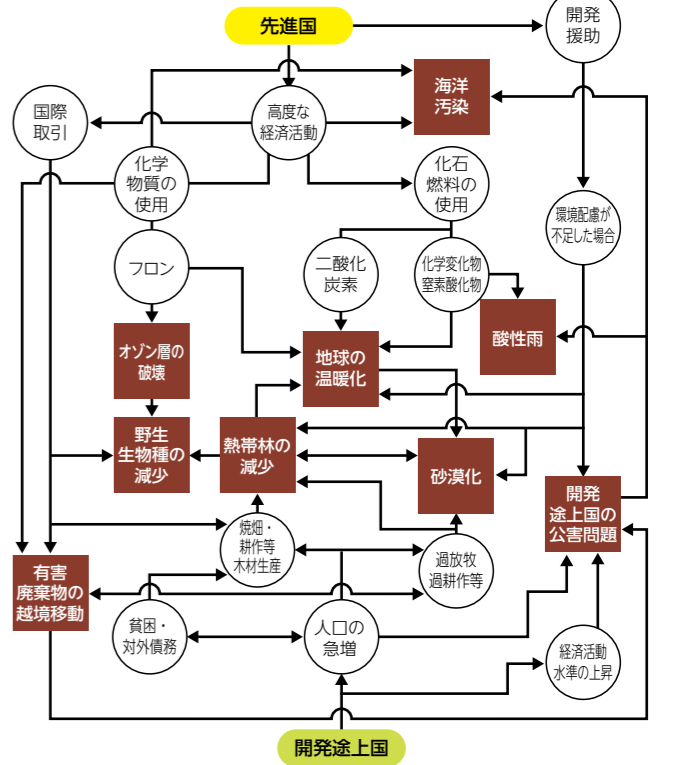 先進国
開発
援助
海洋
汚染
国際
取引
高度な
経済活動
化学
物質の
使用
化石
燃料の
使用
環境配慮が
不足した場合
フロン
二酸化
炭素
化学変化物
窒素酸化物
酸性雨
オゾン層の
破壊
地球の
温暖化
野生
生物種の
減少
熱帯林の
減少
砂漠化
開発
途上国の
公害問題
焼畑・
耕作等
木材生産
過放牧
過耕作等
有害
廃棄物の
越境移動
貧困・
対外債務
人口の
急増
経済活動
水準の上昇
開発途上国